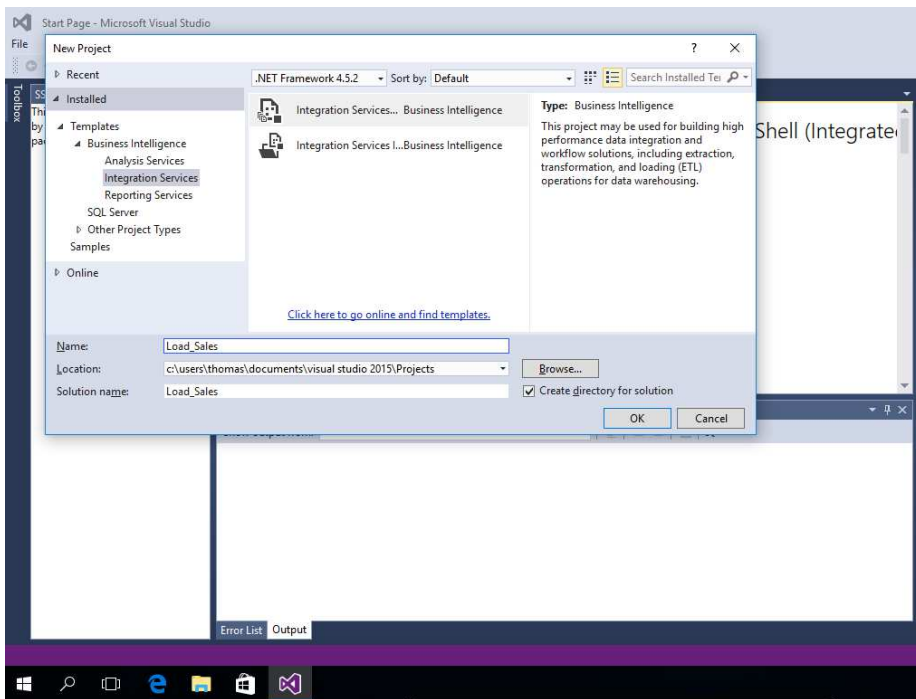 Start Page - Microsoft Visual Studio
File
New Project
? 
Recent
.NET Framework 4.5.2 Sort by: Default
Search Installed Te
Installed
Templates
Business Intelligence
Analysis Services
Integration Services
Reporting Services
SQL Server
Other Project Types
Samples
Online
Integration Services... Business Intelligence
Integration Services I...Business Intelligence
Click here to go online and find templates.
Type: Business Intelligence
This project may be used for building high
performance data integration and
workflow solutions, including extraction,
transformation, and loading (ETL)
operations for data warehousing.
Name: Load_Sales
Location: c:\users\thomas\documents\visual studio 2015\Projects
Browse...
Solution name: Load_Sales
Create directory for solution
OK Cancel
Toolbox
SS
Thi
by
pac
Shell (Integrate
Error List Output